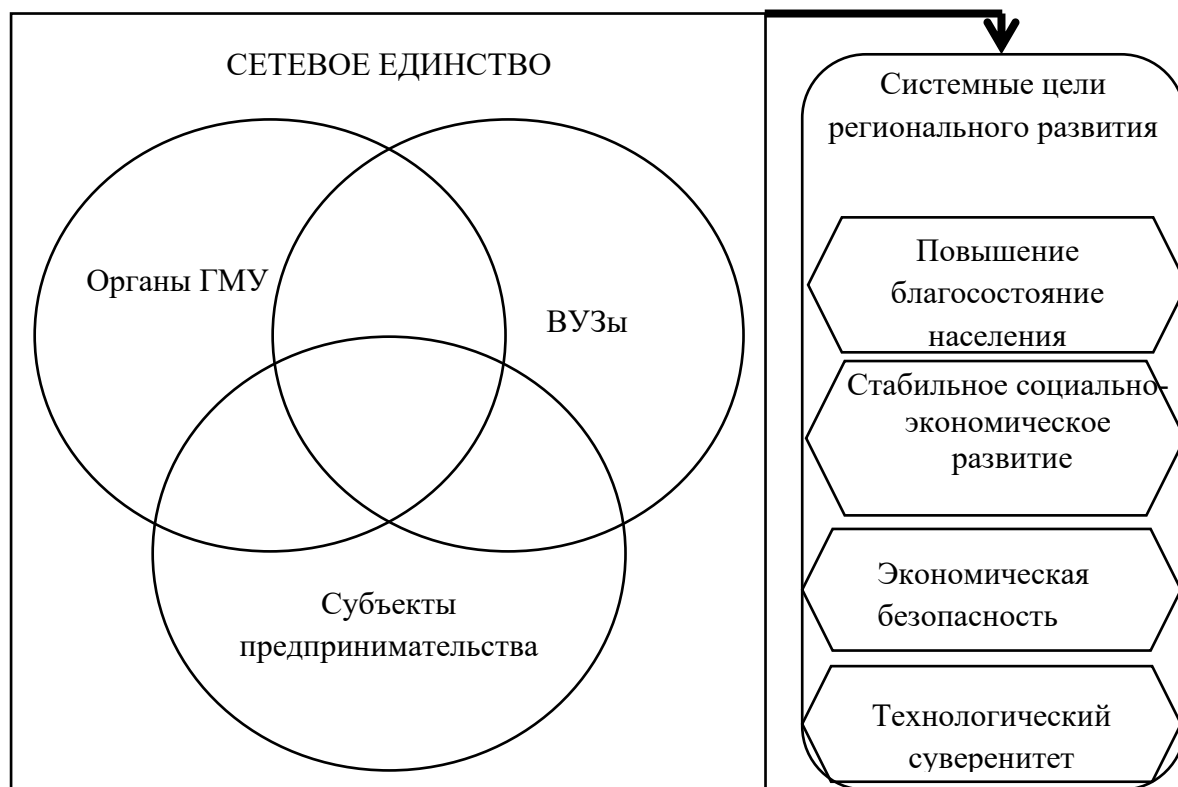 СЕТЕВОЕ ЕДИНСТВО
Органы ГМУ
ВУЗы
Субъекты
предпринимательства
Системные цели
регионального развития
Повышение
благосостояние
населения
Стабильное социально-
экономическое
развитие
Экономическая
безопасность
Технологический
суверенитет